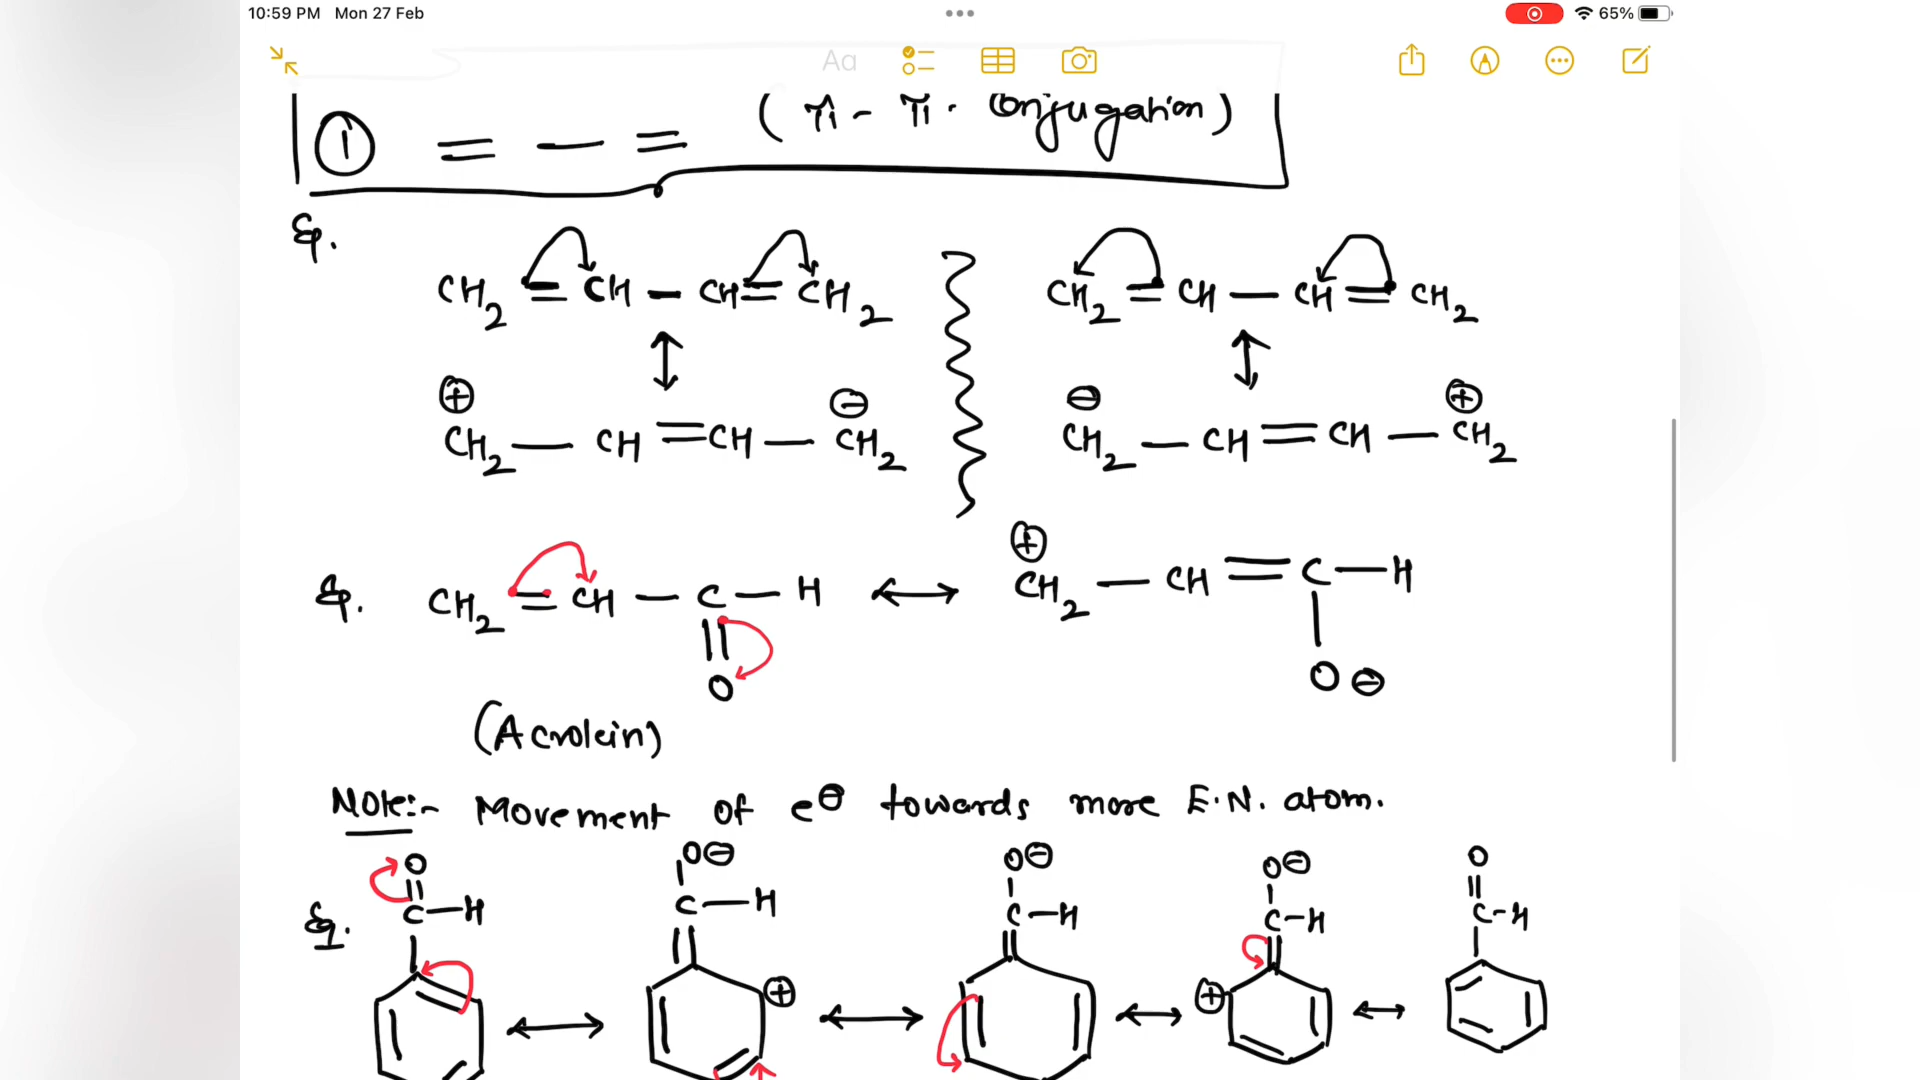 10:59 PM Mon 27 Feb
65%
Aa
① = — = ( π - π . Conjugation )
Eg.
CH₂ = CH — CH = CH₂
CH₂ = CH — CH = CH₂
↕
↕
⊕ ⊖
⊖ ⊕
CH₂ — CH = CH — CH₂
CH₂ — CH = CH — CH₂
Eg. CH₂ = CH — C — H ↔ CH₂ — CH = C — H
⊕
O
O ⊖
(Acrolein)
Note:- Movement of e⊖ towards more E.N. atom.
O O⊖ O⊖ O⊖ O
Eg. C—H C—H C—H C—H C-H
⊕ ⊕
↔ ↔ ↔ ↔